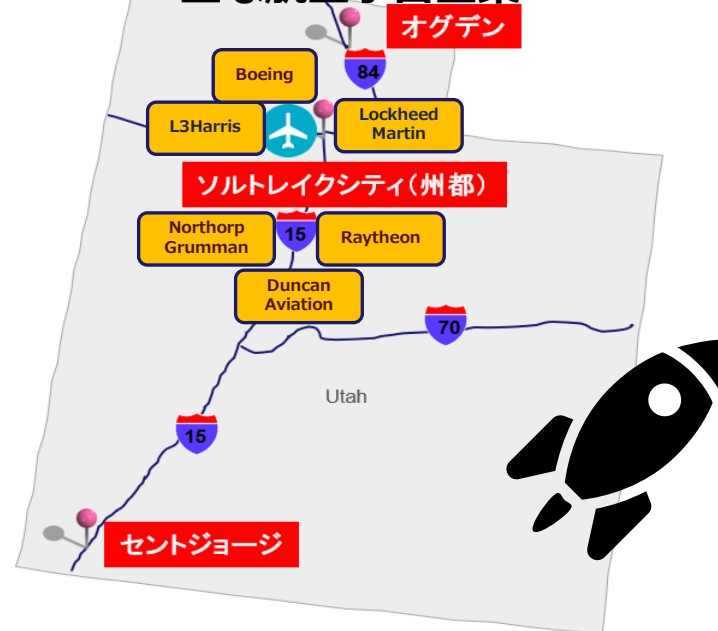 オグデン
84
Boeing
L3Harris
Lockheed
Martin
ソルトレイクシティ（州都）
Northorp
Grumman
15
Raytheon
Duncan
Aviation
70
Utah
15
セントジョージ